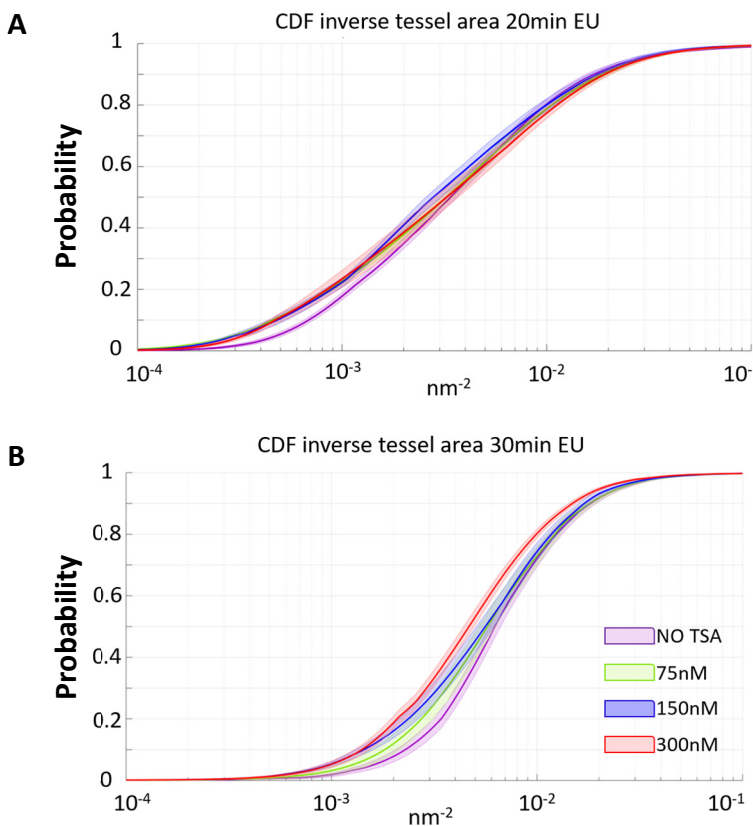 A
CDF inverse tessel area 20min EU
Probability
1
0.8
0.6
0.4
0.2
0
10-4
10-3
10-2
10-
nm-2
B
CDF inverse tessel area 30min EU
Probability
1
0.8
0.6
0.4
0.2
0
NO TSA
75nM
150nM
300nM
10-4
10-3
10-2
10-1
nm-2